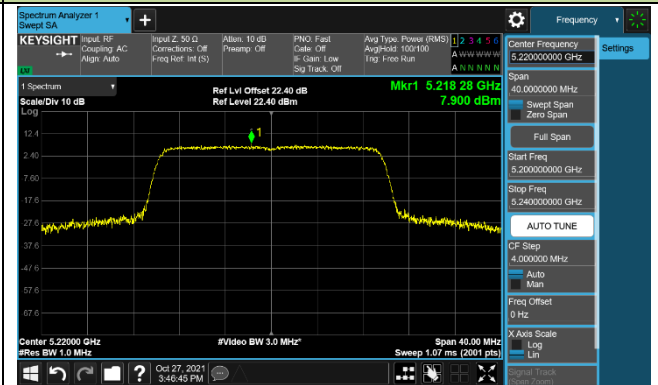 Spectrum Analyzer 1
Swept SA
+
Frequency
KEYSIGHT
Input: RF
Coupling: AC
Align: Auto
Input Z: 50 Ω
Corrections: Off
Freq Ref: Int (S)
Atten: 10 dB
Preamp: Off
PNO: Fast
Gate: Off
IF Gain: Low
Sig Track: Off
Avg Type: Power (RMS)
Avg|Hold: 100/100
Trig: Free Run
1 2 3 4 5 6
A W W W W W
A N N N N N
LW
1 Spectrum
Scale/Div 10 dB
Log
Ref Lvl Offset 22.40 dB
Ref Level 22.40 dBm
Mkr1 5.218 28 GHz
7.900 dBm
1
12.4
2.40
-7.60
-17.6
-27.6
-37.6
-47.6
-57.6
-67.6
Center 5.22000 GHz
#Res BW 1.0 MHz
#Video BW 3.0 MHz*
Span 40.00 MHz
Sweep 1.07 ms (2001 pts)
Oct 27, 2021
3:46:45 PM
Center Frequency
5.220000000 GHz
Settings
Span
40.0000000 MHz
Swept Span
Zero Span
Full Span
Start Freq
5.200000000 GHz
Stop Freq
5.240000000 GHz
AUTO TUNE
CF Step
4.000000 MHz
Auto
Man
Freq Offset
0 Hz
X Axis Scale
Log
Lin
Signal Track
(Span Zoom)